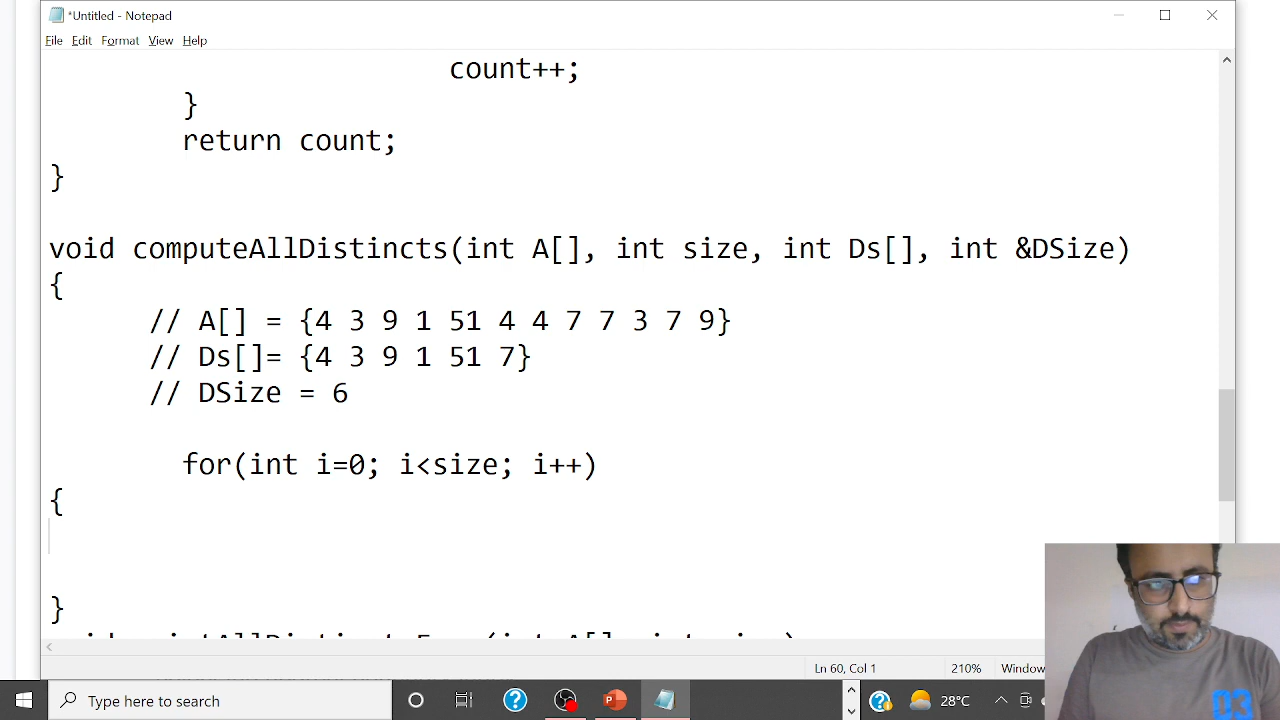 *Untitled - Notepad
File Edit Format View Help
count++;
}
return count;
}
void computeAllDistincts(int A[], int size, int Ds[], int &DSize)
{
// A[] = {4 3 9 1 51 4 4 7 7 3 7 9}
// Ds[]= {4 3 9 1 51 7}
// DSize = 6
for(int i=0; i<size; i++)
{
}
Ln 60, Col 1 210% Window
Type here to search
28°C